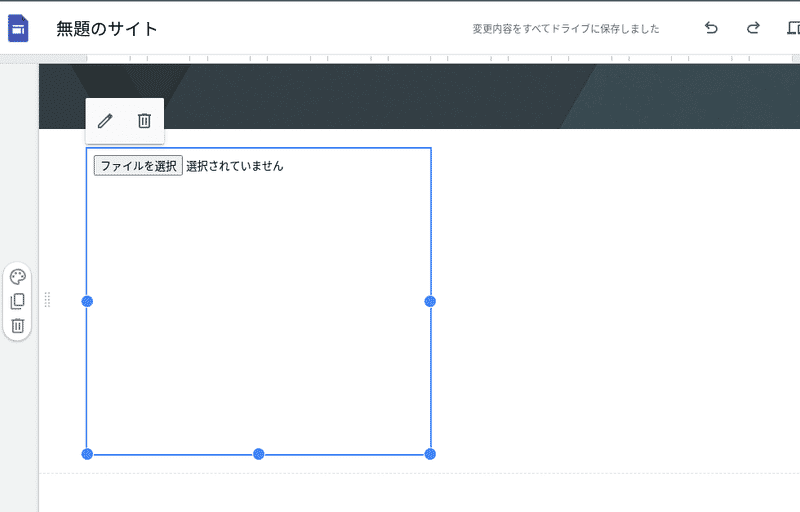 無題のサイト
変更内容をすべてドライブに保存しました
ファイルを選択 選択されていません